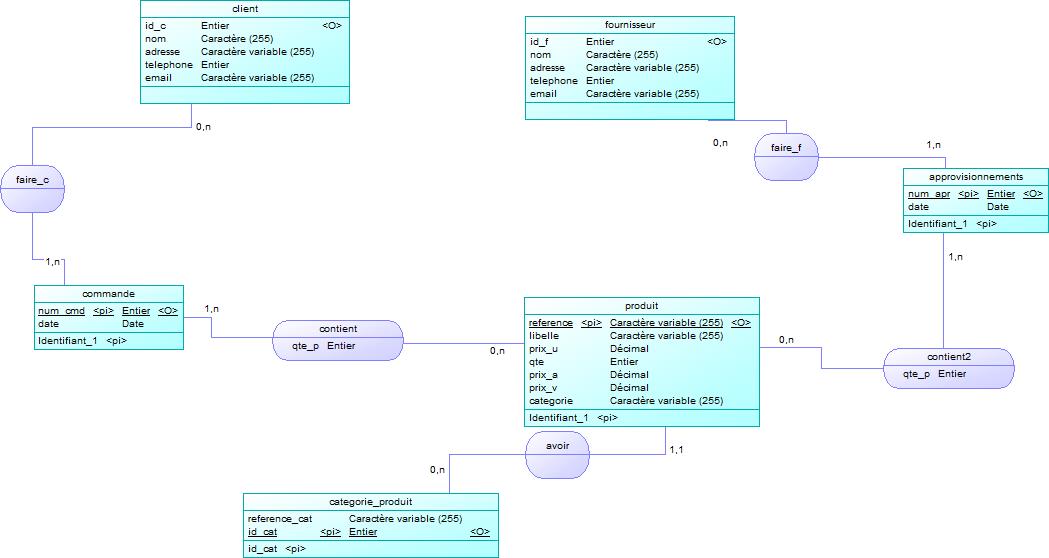 client
id_c Entier <O>
nom Caractère (255)
adresse Caractère variable (255)
telephone Entier
email Caractère variable (255)
fournisseur
id_f Entier <O>
nom Caractère (255)
adresse Caractère variable (255)
telephone Entier
email Caractère variable (255)
0,n
0,n
faire_f
1,n
faire_c
approvisionnements
num_apr <pi> Entier <O>
date Date
Identifiant_1 <pi>
1,n
1,n
commande
num_cmd <pi> Entier <O>
date Date
Identifiant_1 <pi>
1,n
contient
qte_p Entier
0,n
produit
reference <pi> Caractère variable (255) <O>
libelle Caractère variable (255)
prix_u Décimal
qte Entier
prix_a Décimal
prix_v Décimal
categorie Caractère variable (255)
Identifiant_1 <pi>
0,n
contient2
qte_p Entier
avoir
1,1
0,n
categorie_produit
reference_cat Caractère variable (255)
id_cat <pi> Entier <O>
id_cat <pi>